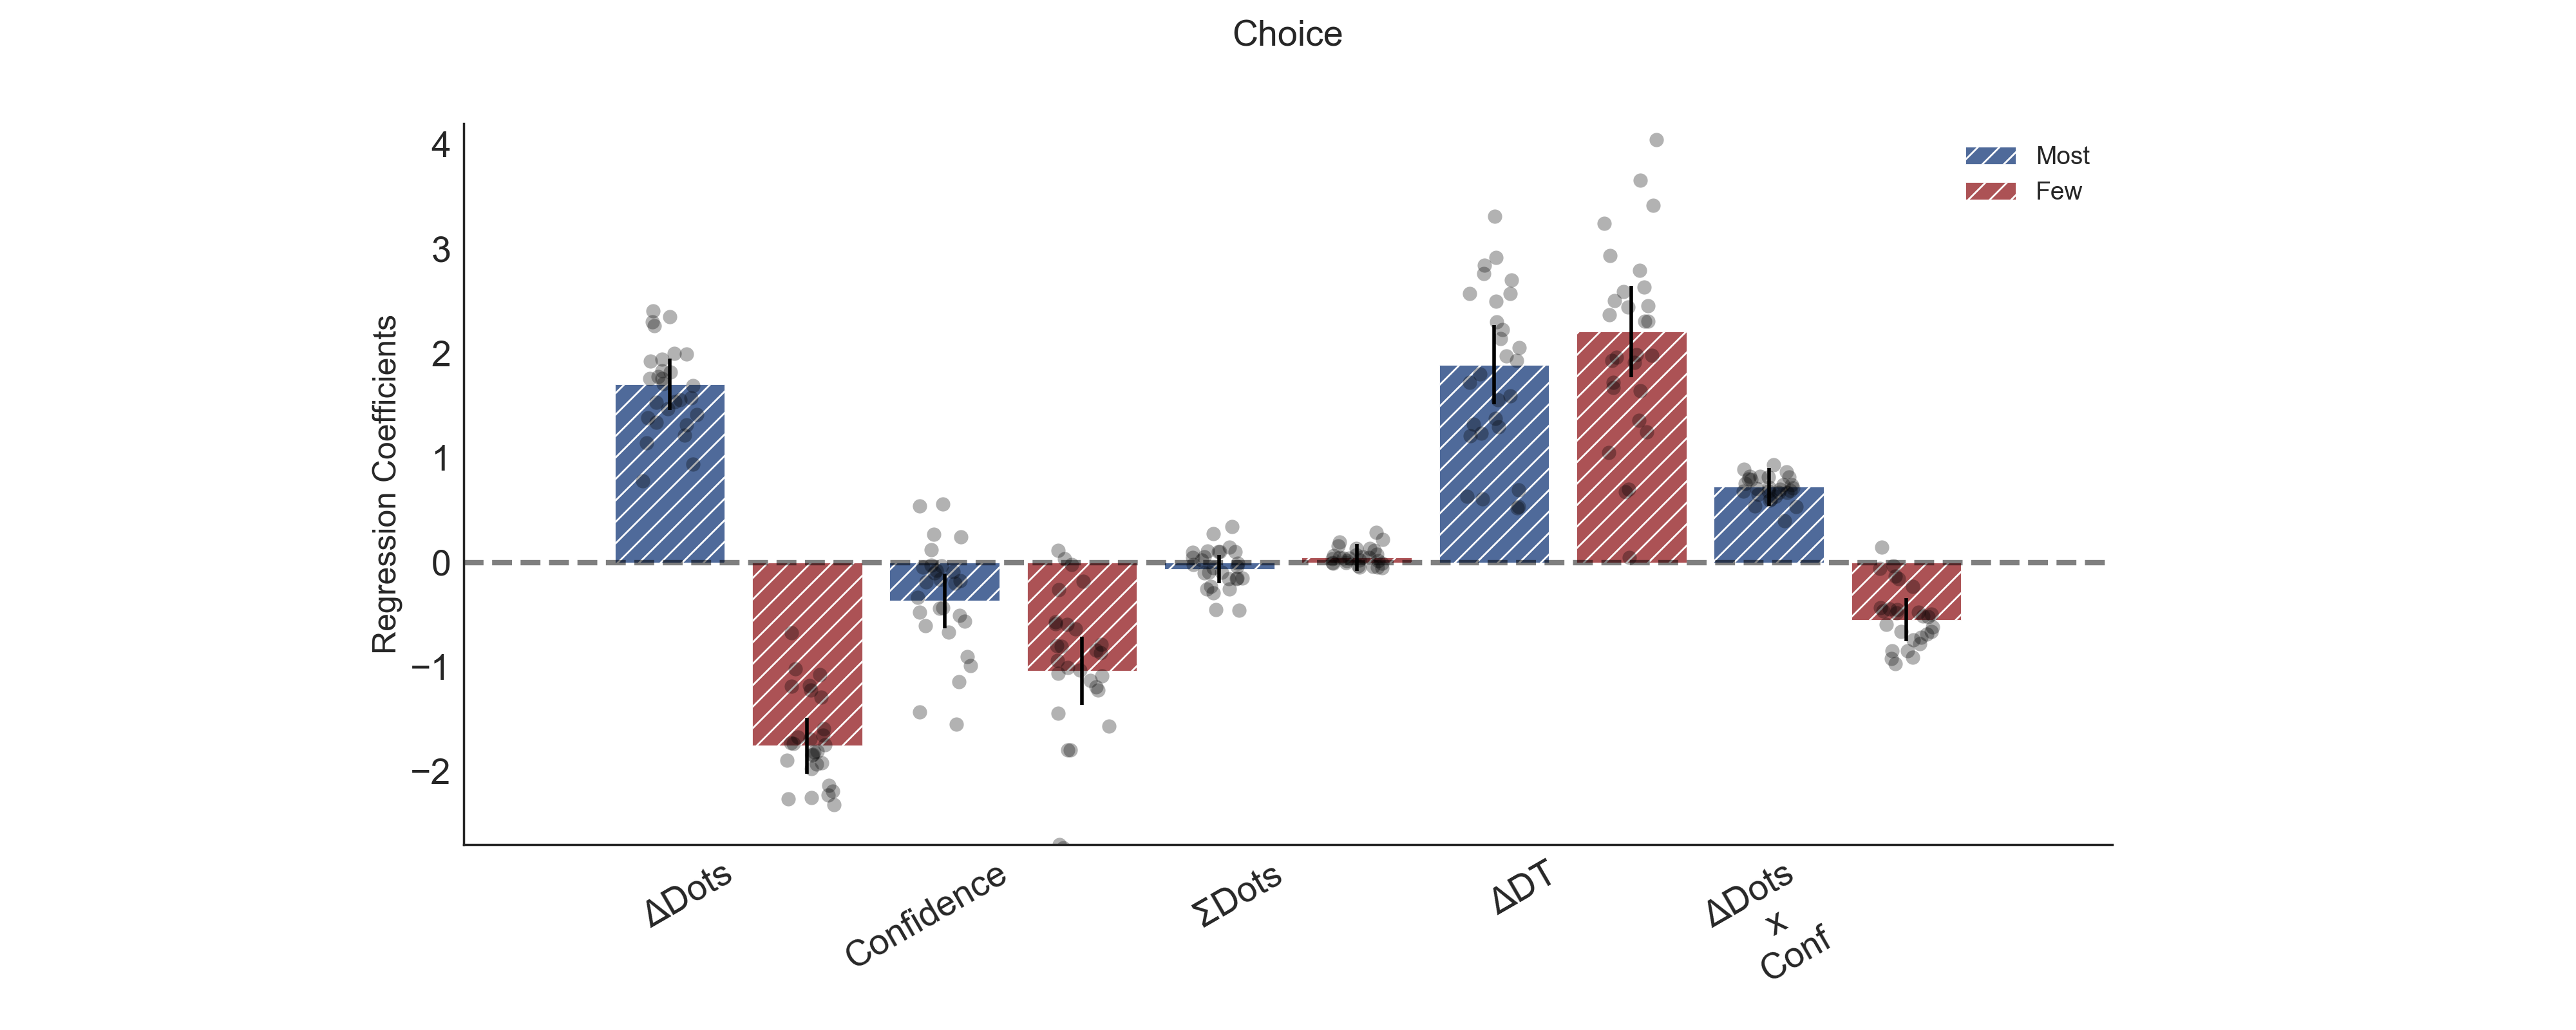 Choice
Regression Coefficients
4
3
2
1
0
−1
−2
Most
Few
ΔDots
Confidence
ΣDots
ΔDT
ΔDots
x
Conf